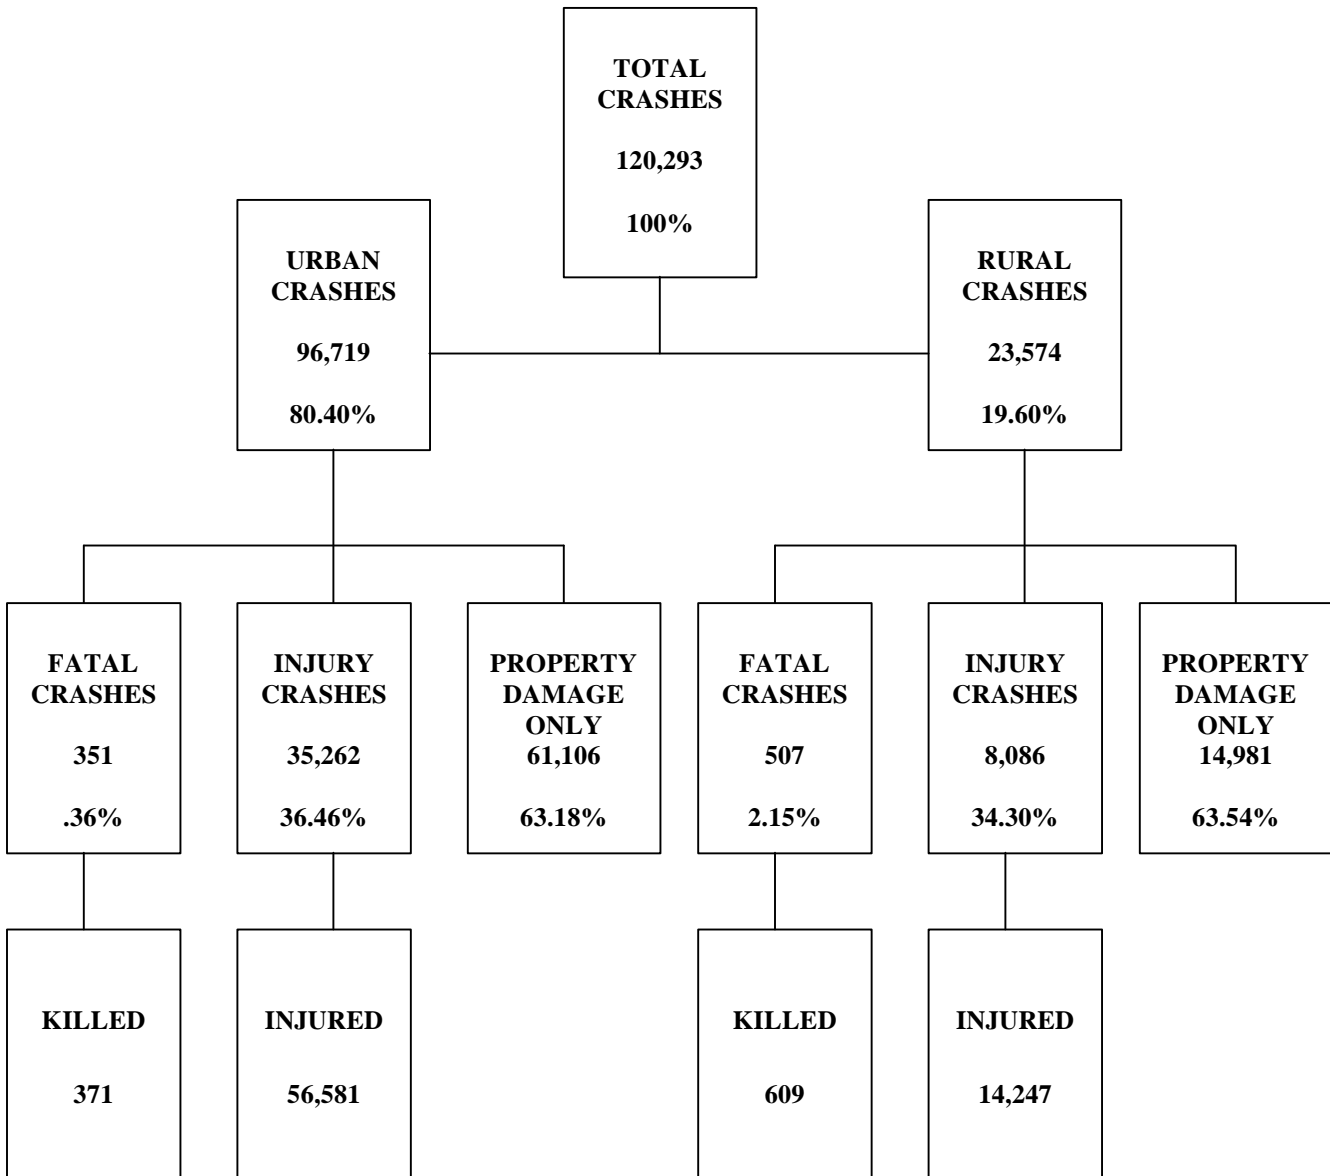 TOTAL
CRASHES
120,293
100%
URBAN
CRASHES
96,719
80.40%
RURAL
CRASHES
23,574
19.60%
FATAL
CRASHES
351
.36%
INJURY
CRASHES
35,262
36.46%
PROPERTY
DAMAGE
ONLY
61,106
63.18%
FATAL
CRASHES
507
2.15%
INJURY
CRASHES
8,086
34.30%
PROPERTY
DAMAGE
ONLY
14,981
63.54%
KILLED
371
INJURED
56,581
KILLED
609
INJURED
14,247